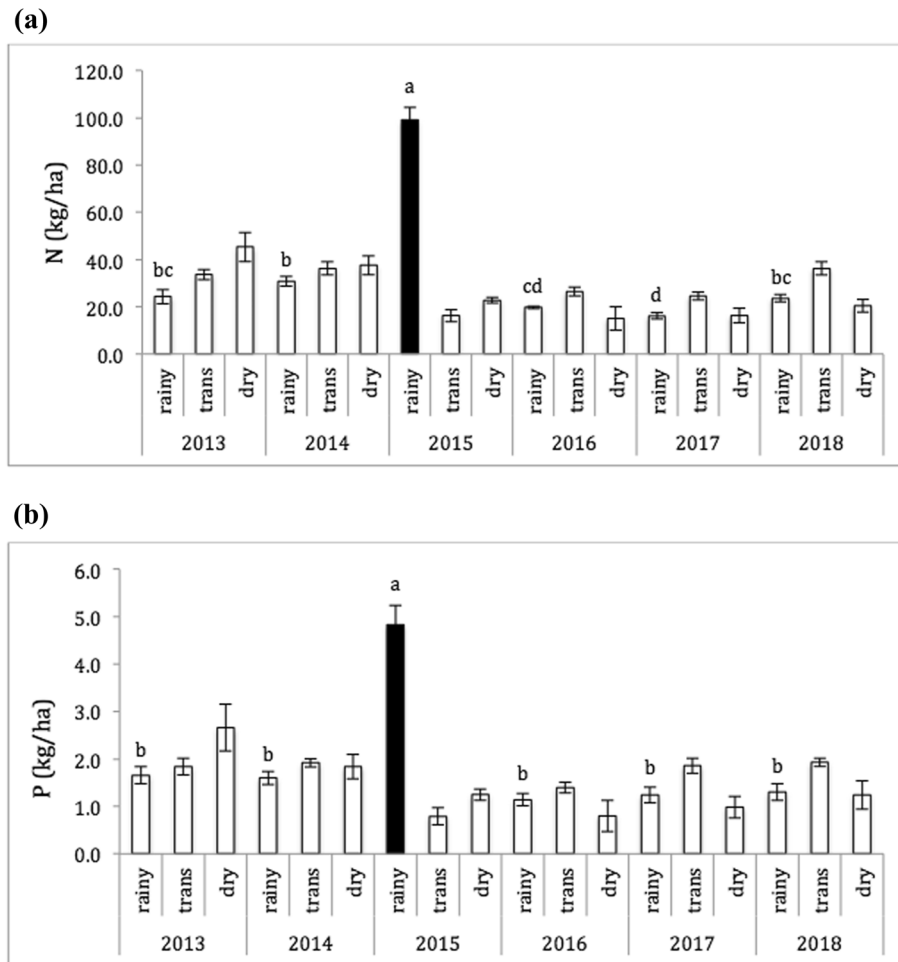 (a)
120.0
100.0
80.0
60.0
40.0
20.0
0.0
N (kg/ha)
bc b a cd d bc
rainy trans dry rainy trans dry rainy trans dry rainy trans dry rainy trans dry rainy trans dry
2013 2014 2015 2016 2017 2018
(b)
6.0
5.0
4.0
3.0
2.0
1.0
0.0
P (kg/ha)
b b a b b b
rainy trans dry rainy trans dry rainy trans dry rainy trans dry rainy trans dry rainy trans dry
2013 2014 2015 2016 2017 2018